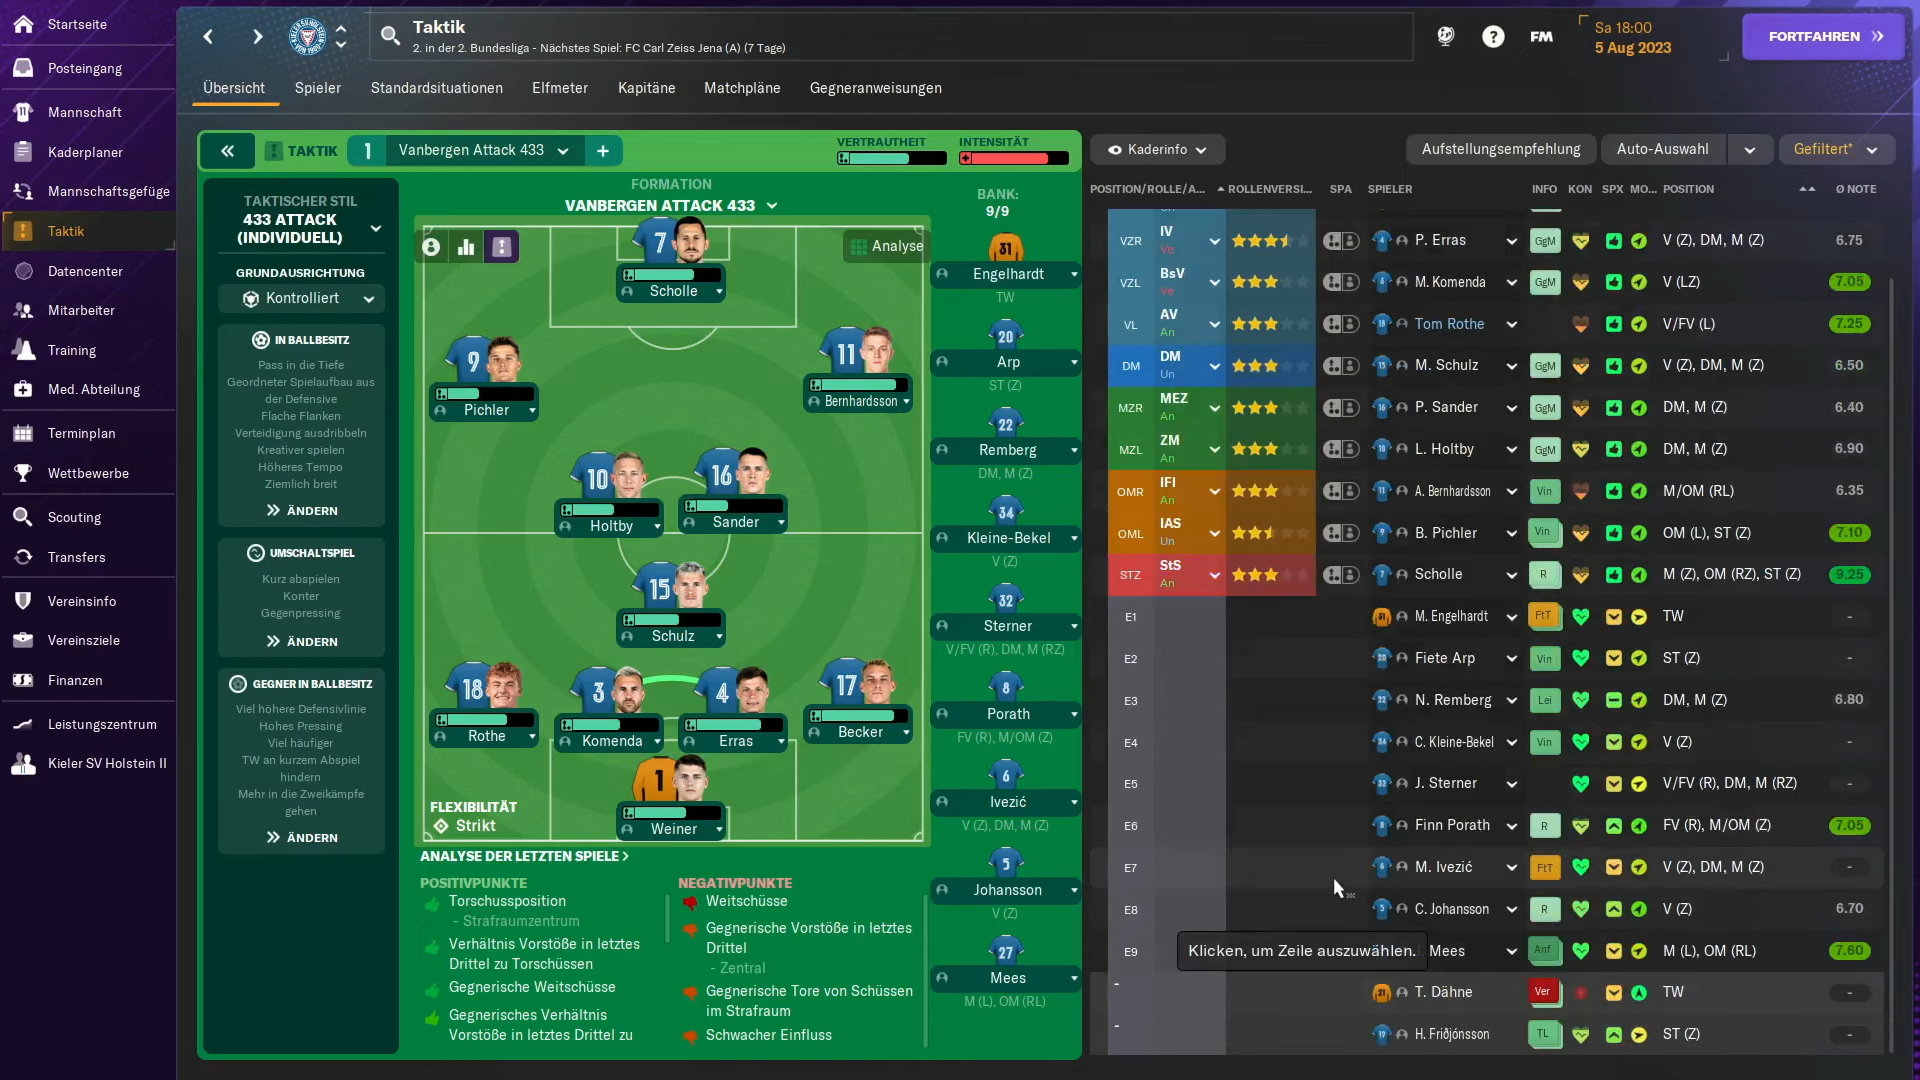 Startseite
Posteingang
Mannschaft
Kaderplaner
Mannschaftsgefüge
Taktik
Datencenter
Mitarbeiter
Training
Med. Abteilung
Terminplan
Wettbewerbe
Scouting
Transfers
Vereinsinfo
Vereinsziele
Finanzen
Leistungszentrum
Kieler SV Holstein II
Taktik
2. in der 2. Bundesliga - Nächstes Spiel: FC Carl Zeiss Jena (A) (7 Tage)
FM
Sa 18:00
5 Aug 2023
FORTFAHREN
Übersicht Spieler Standardsituationen Elfmeter Kapitäne Matchpläne Gegneranweisungen
TAKTIK 1 Vanbergen Attack 433 +
VERTRAUTHEIT INTENSITÄT
TAKTISCHER STIL
433 ATTACK
(INDIVIDUELL)
GRUNDAUSRICHTUNG
Kontrolliert
IN BALLBESITZ
Pass in die Tiefe
Geordneter Spielaufbau aus
der Defensive
Flache Flanken
Verteidigung ausdribbeln
Kreativer spielen
Höheres Tempo
Ziemlich breit
ÄNDERN
UMSCHALTSPIEL
Kurz abspielen
Konter
Gegenpressing
ÄNDERN
GEGNER IN BALLBESITZ
Viel höhere Defensivlinie
Hohes Pressing
Viel häufiger
TW an kurzem Abspiel
hindern
Mehr in die Zweikämpfe
gehen
ÄNDERN
FORMATION
VANBERGEN ATTACK 433
Analyse
7
Scholle
9
Pichler
11
Bernhardsson
10
Holtby
16
Sander
15
Schulz
18
Rothe
3
Komenda
4
Erras
17
Becker
1
Weiner
FLEXIBILITÄT
Strikt
BANK:
9/9
31
Engelhardt
TW
20
Arp
ST (Z)
22
Remberg
DM, M (Z)
34
Kleine-Bekel
V (Z)
32
Sterner
V/FV (R), DM, M (RZ)
8
Porath
FV (R), M/OM (Z)
6
Ivezić
V (Z), DM, M (Z)
5
Johansson
V (Z)
27
Mees
M (L), OM (RL)
ANALYSE DER LETZTEN SPIELE >
POSITIVPUNKTE
Torschussposition
- Strafraumzentrum
Verhältnis Vorstöße in letztes
Drittel zu Torschüssen
Gegnerische Weitschüsse
Gegnerisches Verhältnis
Vorstöße in letztes Drittel zu
NEGATIVPUNKTE
Weitschüsse
Gegnerische Vorstöße in letztes
Drittel
- Zentral
Gegnerische Tore von Schüssen
im Strafraum
Schwacher Einfluss
Kaderinfo
Aufstellungsempfehlung
Auto-Auswahl
Gefiltert*
POSITION/ROLLE/A... ROLLENVERSI... SPA SPIELER INFO KON SPX MO... POSITION Ø NOTE
VZR IV Ve P. Erras GgM V (Z), DM, M (Z) 6.75
VZL BsV Ve M. Komenda GgM V (LZ) 7.05
VL AV An Tom Rothe V/FV (L) 7.25
DM DM Un M. Schulz GgM V (Z), DM, M (Z) 6.50
MZR MEZ An P. Sander GgM DM, M (Z) 6.40
MZL ZM An L. Holtby GgM DM, M (Z) 6.90
OMR IFI An A. Bernhardsson Vin M/OM (RL) 6.35
OML IAS Un B. Pichler Vin OM (L), ST (Z) 7.10
STZ StS An Scholle R M (Z), OM (RZ), ST (Z) 9.25
E1 M. Engelhardt FtT TW -
E2 Fiete Arp Vin ST (Z) -
E3 N. Remberg Lei DM, M (Z) 6.80
E4 C. Kleine-Bekel Vin V (Z) -
E5 J. Sterner V/FV (R), DM, M (RZ) -
E6 Finn Porath R FV (R), M/OM (Z) 7.05
E7 M. Ivezić FtT V (Z), DM, M (Z) -
E8 C. Johansson R V (Z) 6.70
E9 Klicken, um Zeile auszuwählen. Mees Anf M (L), OM (RL) 7.60
- T. Dähne Ver TW -
- H. Friðjónsson TL ST (Z) -